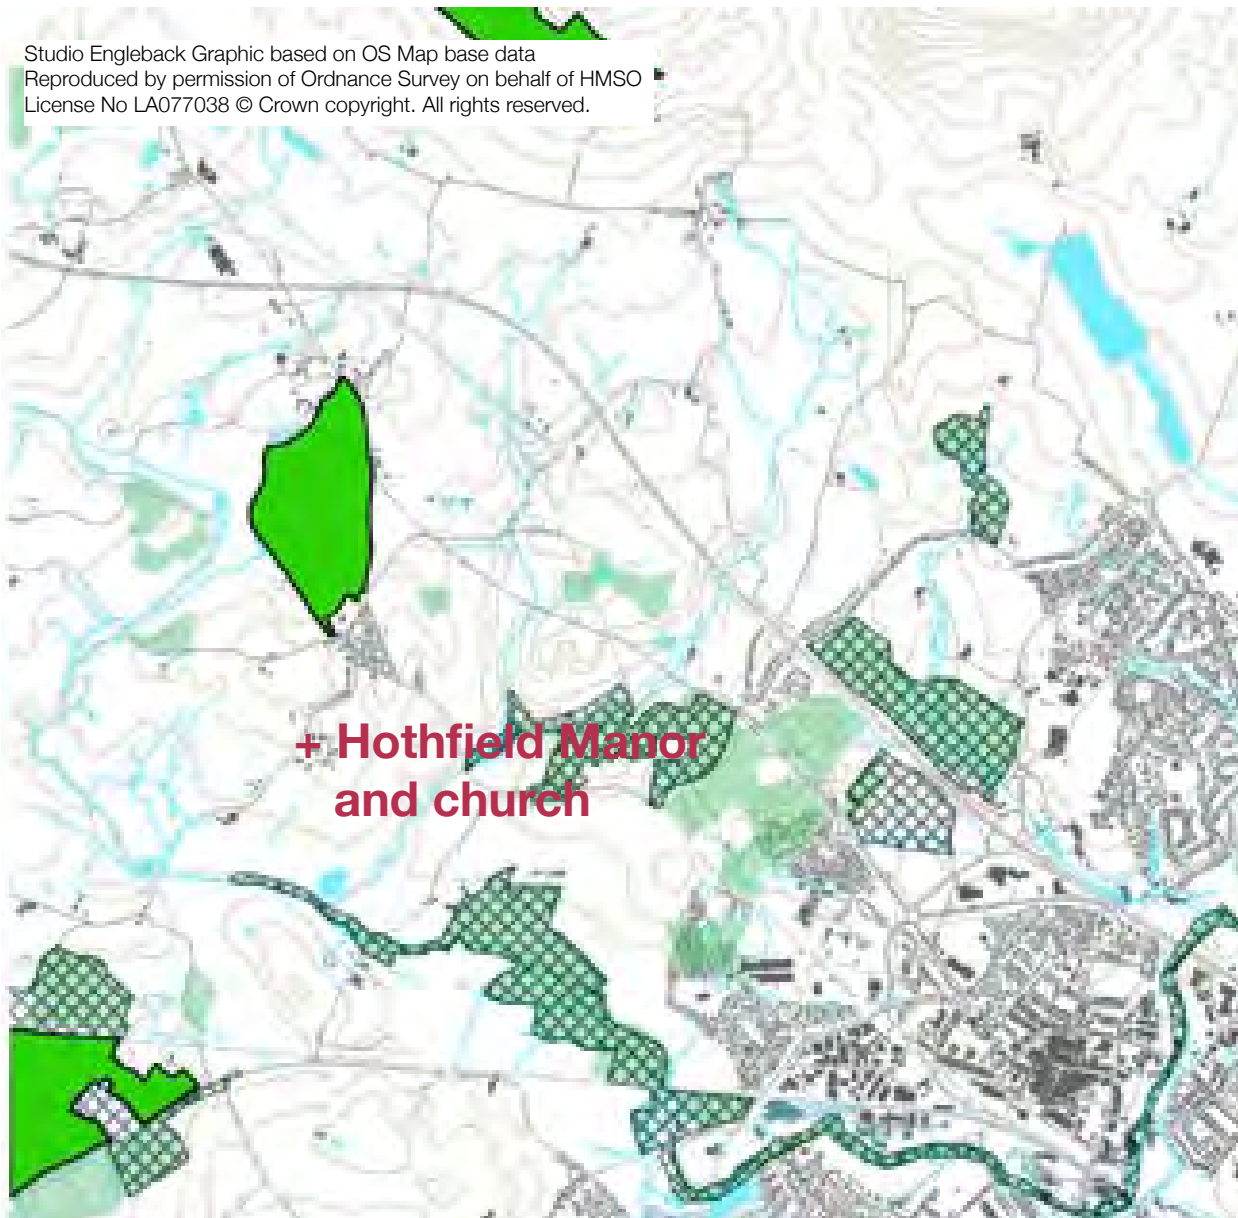 Studio Engleback Graphic based on OS Map base data
Reproduced by permission of Ordnance Survey on behalf of HMSO
License No LA077038 © Crown copyright. All rights reserved.
+ Hothfield Manor
and church